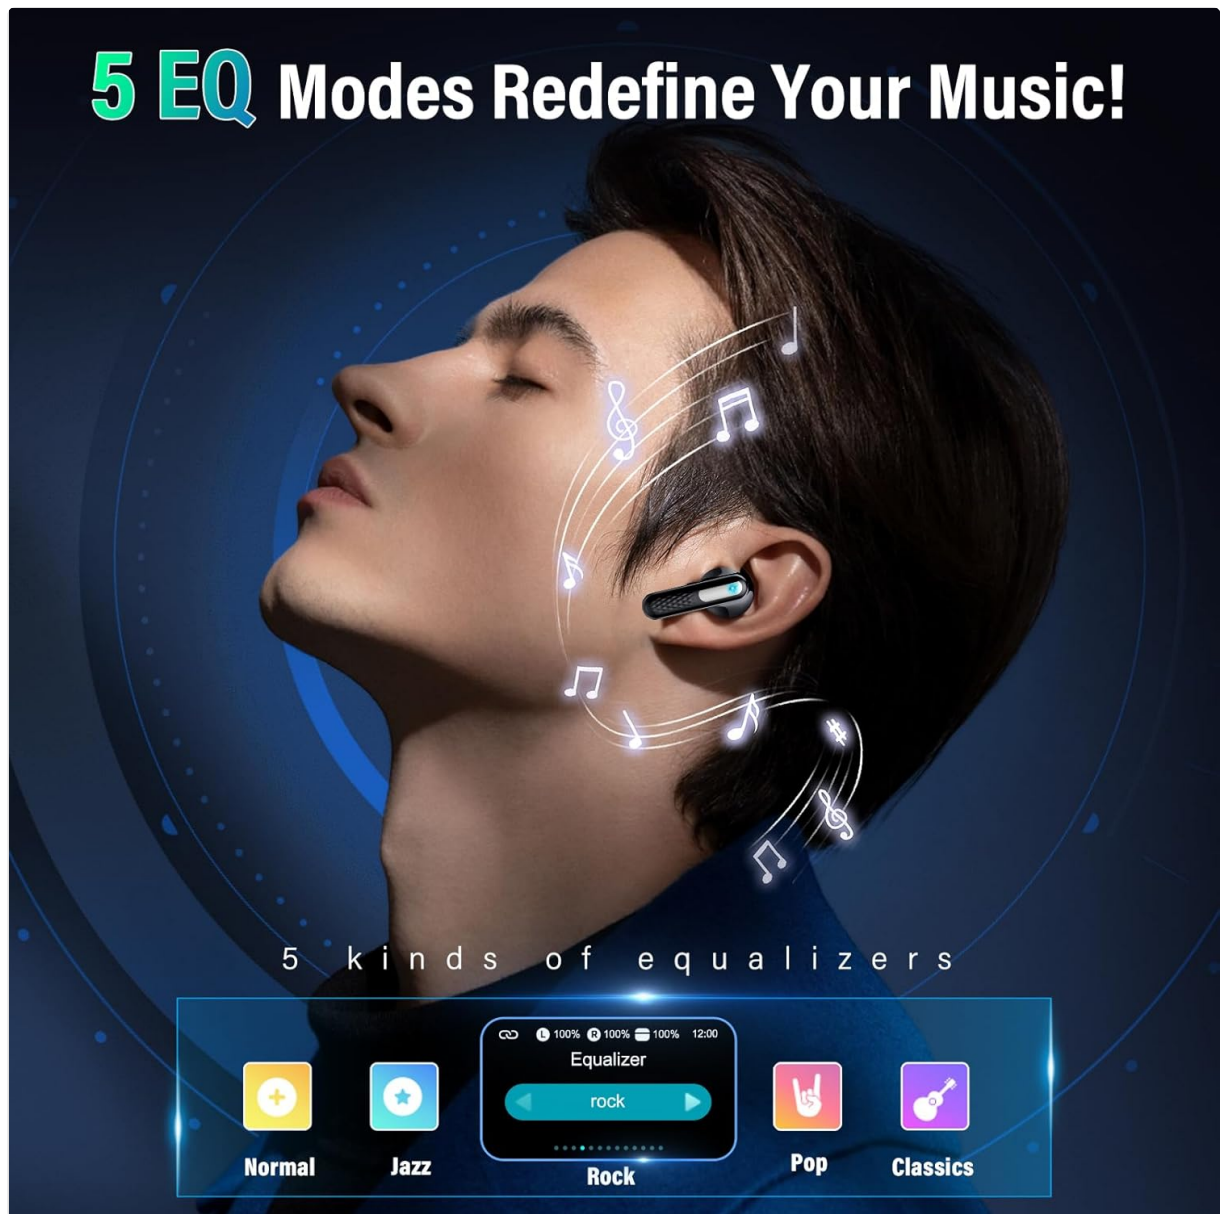 5 EQ Modes Redefine Your Music!
5 kinds of equalizers
L 100% R 100% 100% 12:00
Equalizer
rock
Normal
Jazz
Rock
Pop
Classics